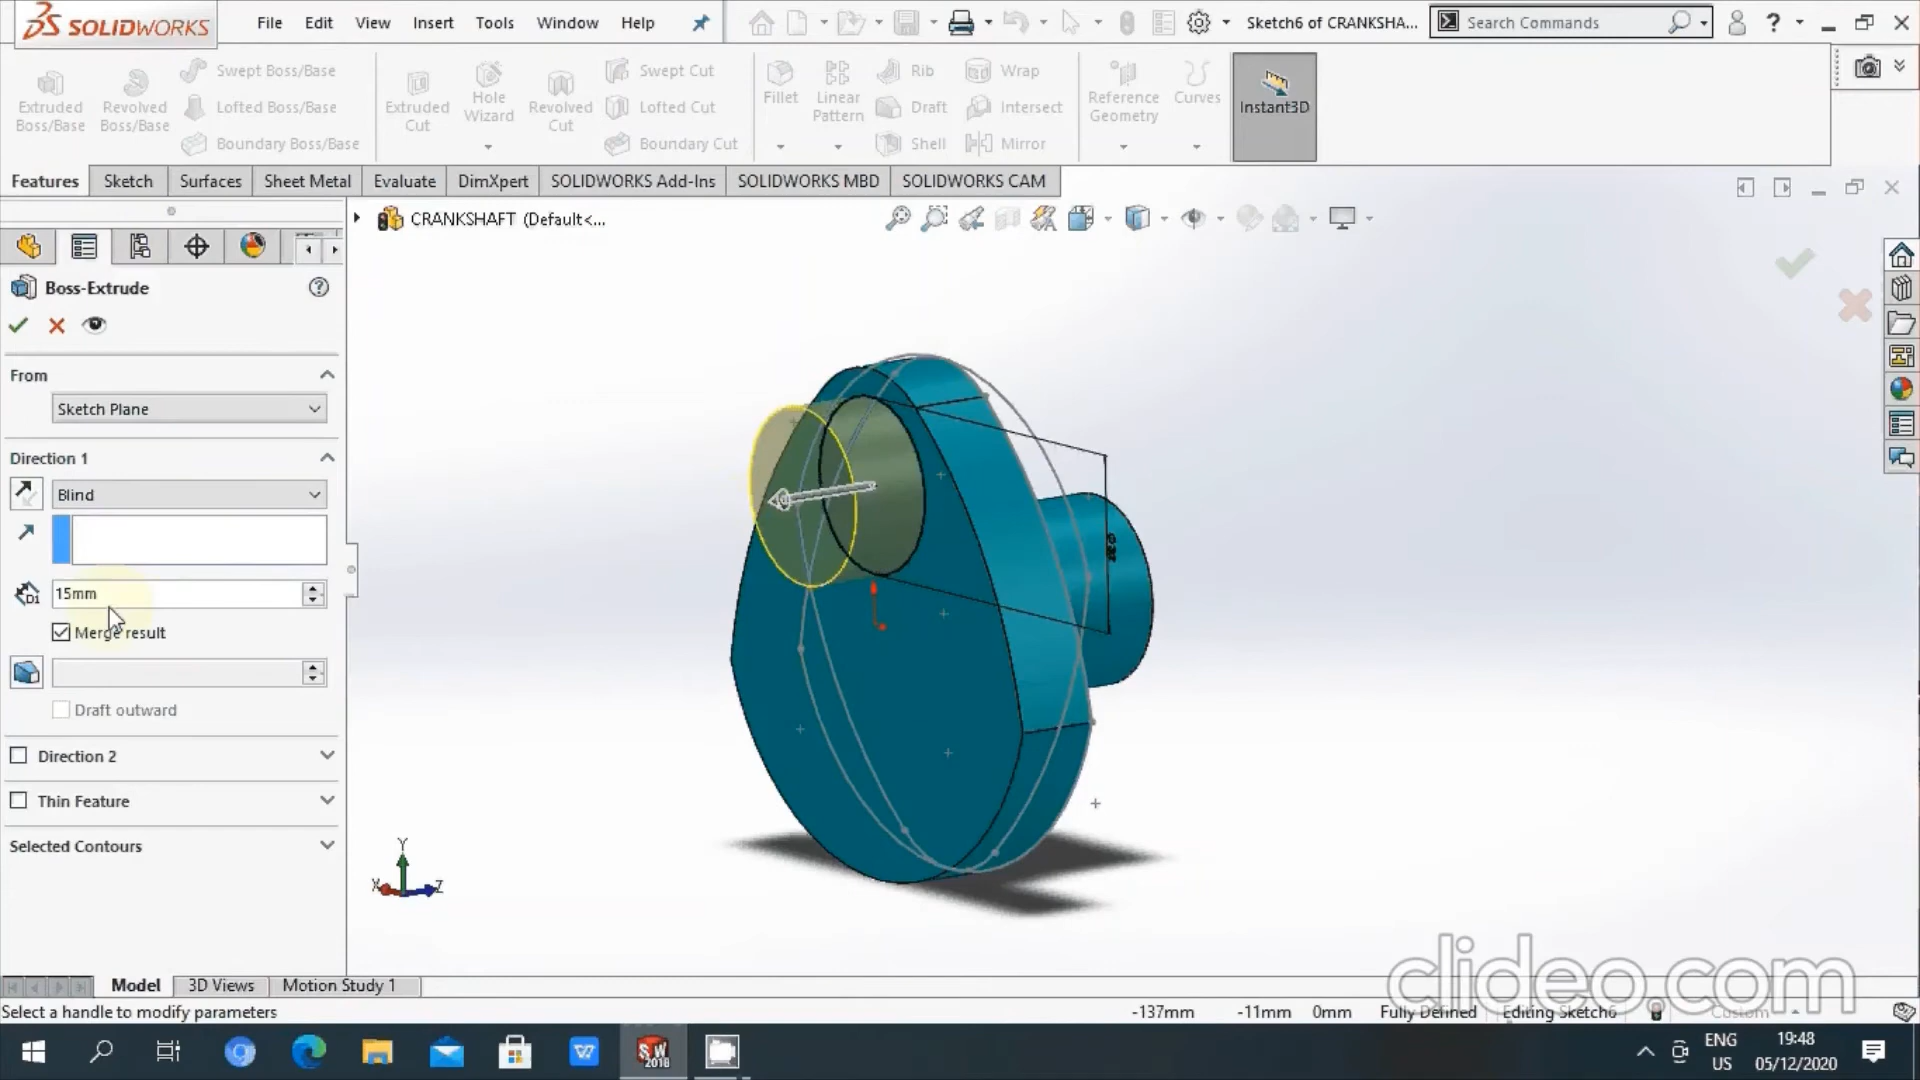 SOLIDWORKS File Edit View Insert Tools Window Help Sketch6 of CRANKSHA... Search Commands ?
Extruded Boss/Base
Revolved Boss/Base
Swept Boss/Base
Lofted Boss/Base
Boundary Boss/Base
Extruded Cut
Hole Wizard
Revolved Cut
Swept Cut
Lofted Cut
Boundary Cut
Fillet
Linear Pattern
Rib
Draft
Shell
Wrap
Intersect
Mirror
Reference Geometry
Curves
Instant3D
Features Sketch Surfaces Sheet Metal Evaluate DimXpert SOLIDWORKS Add-Ins SOLIDWORKS MBD SOLIDWORKS CAM
CRANKSHAFT (Default<...
Boss-Extrude
From
Sketch Plane
Direction 1
Blind
D1 15mm
Merge result
Draft outward
Direction 2
Thin Feature
Selected Contours
Y
X Z
clideo.com
Model 3D Views Motion Study 1
Select a handle to modify parameters -137mm -11mm 0mm Fully Defined Editing Sketch6 Custom
SW 2018
ENG US
19:48
05/12/2020